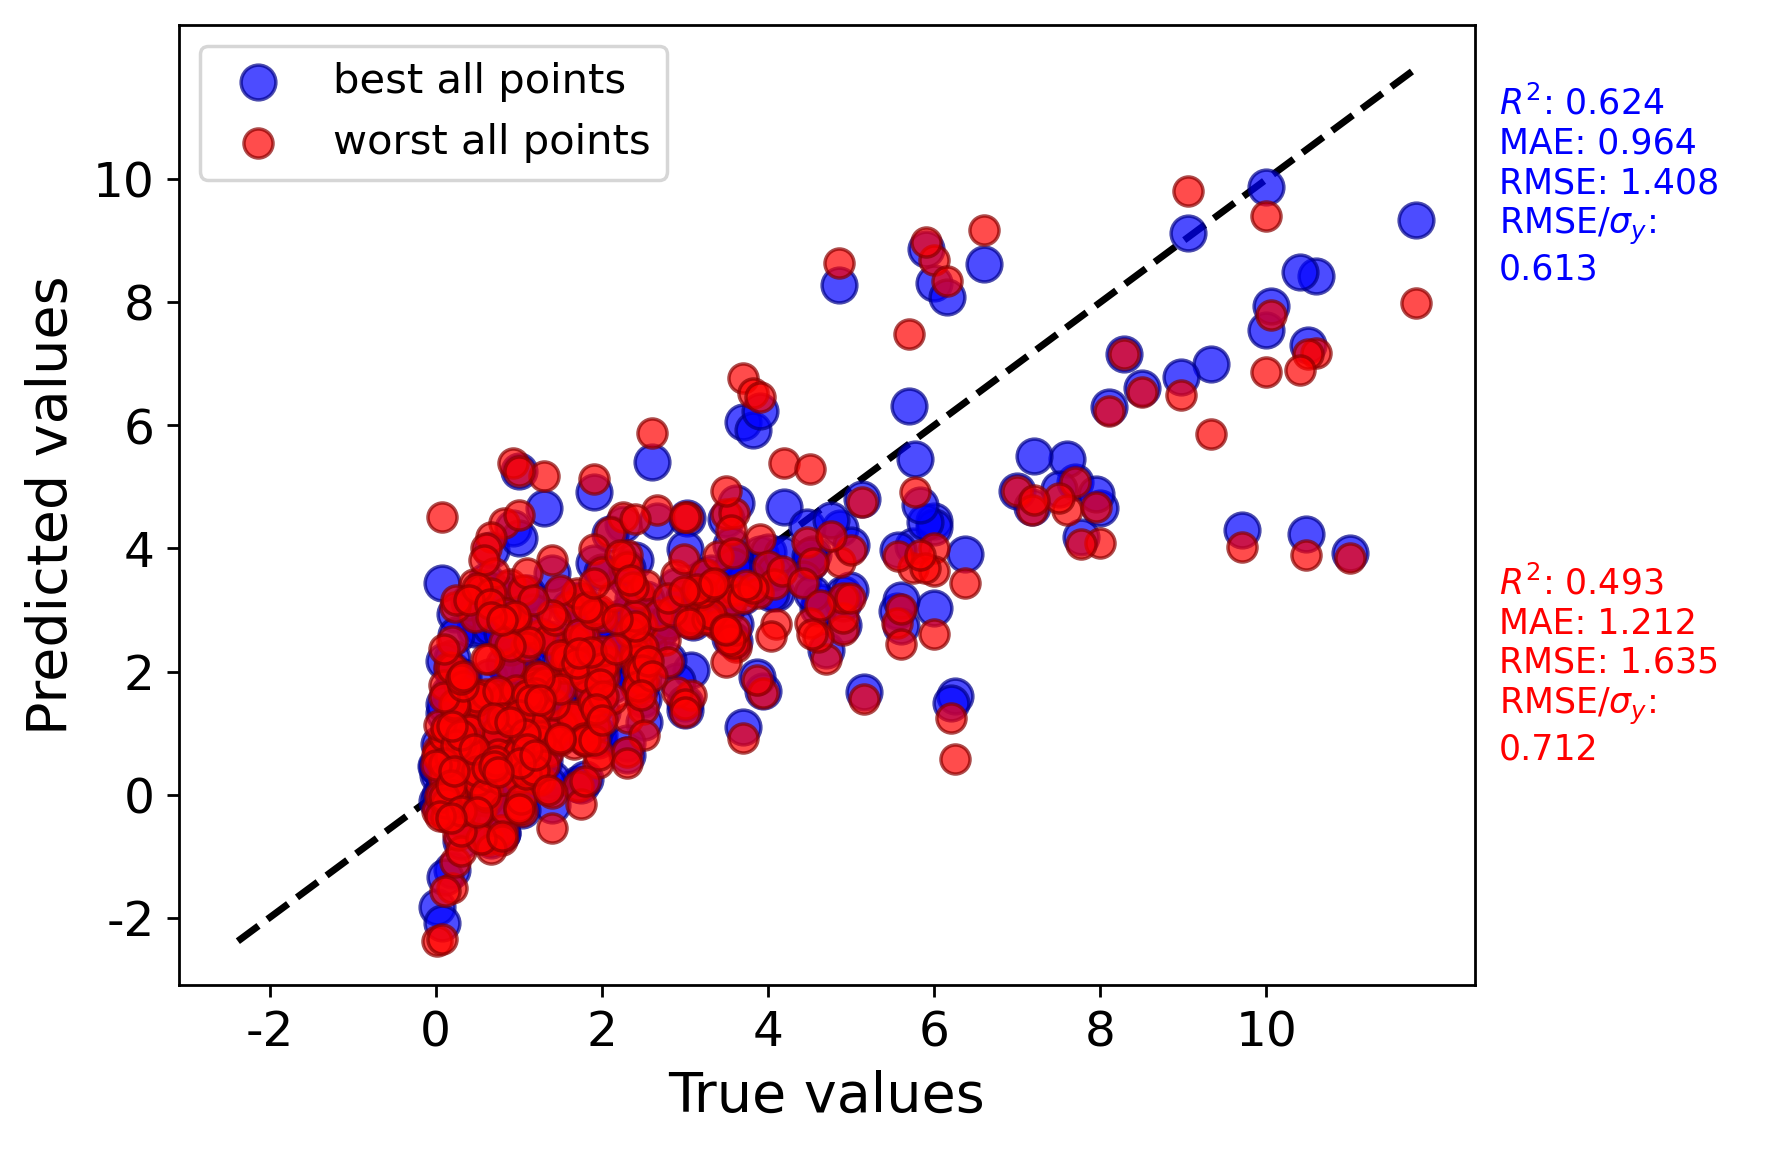 best all points
worst all points
Predicted values
10
8
6
4
2
0
-2
-2
0
2
4
6
8
10
True values
R²: 0.624
MAE: 0.964
RMSE: 1.408
RMSE/σ_y:
0.613
R²: 0.493
MAE: 1.212
RMSE: 1.635
RMSE/σ_y:
0.712